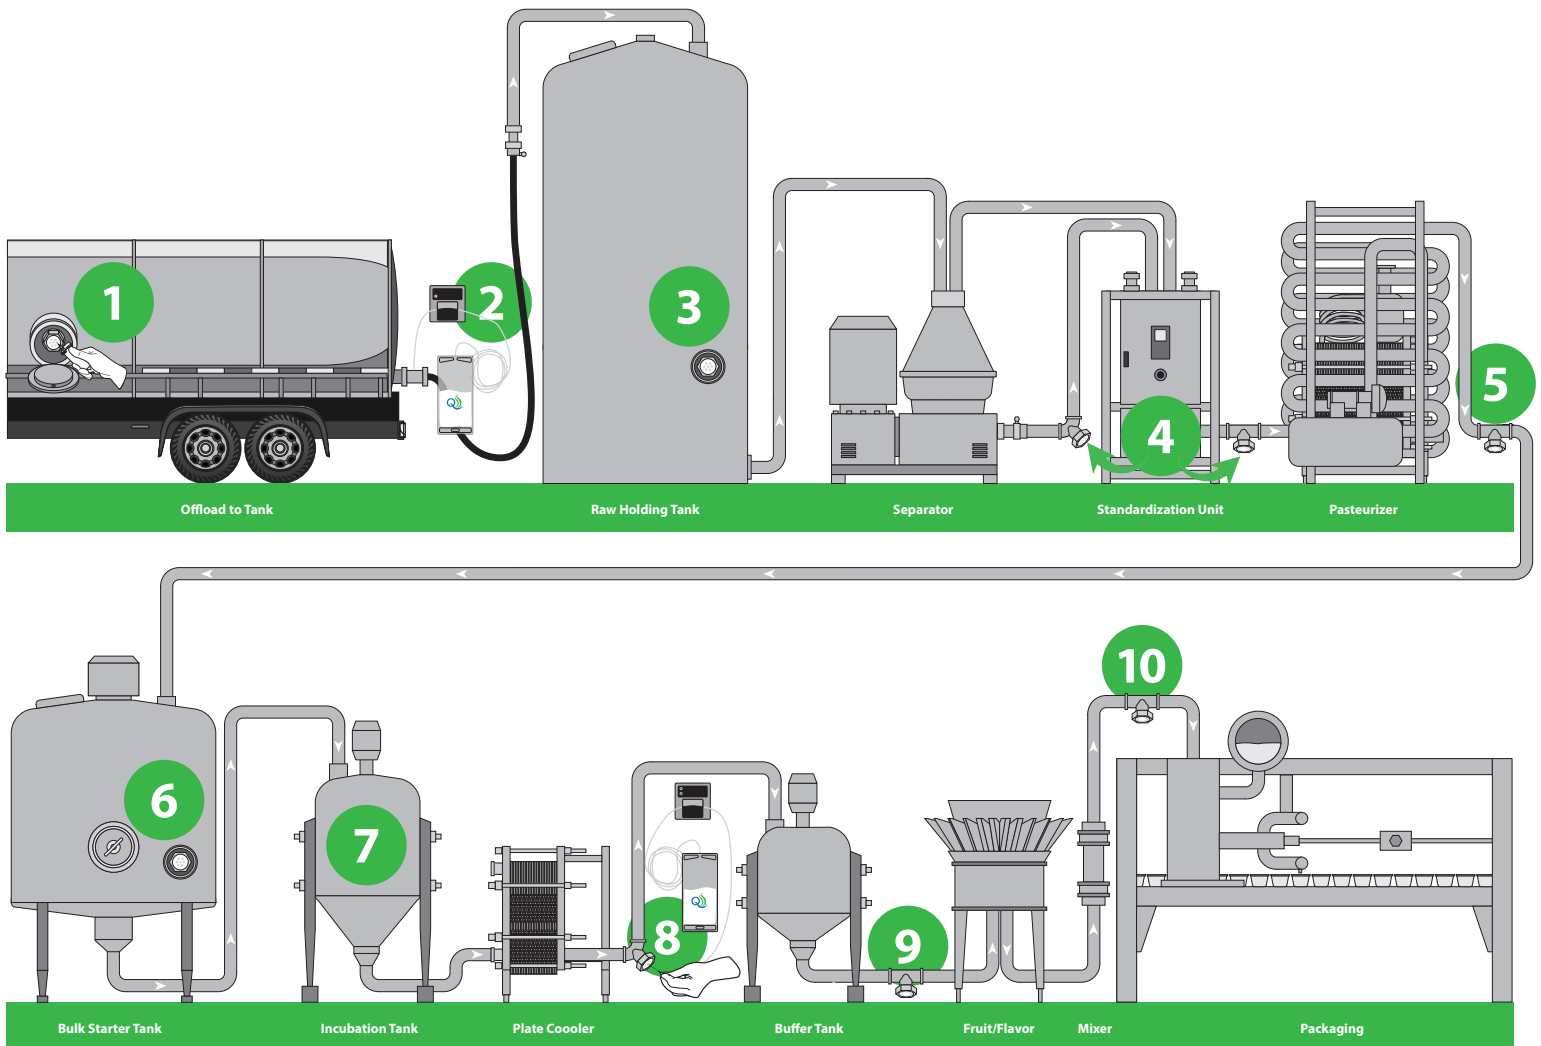 1
2
3
4
5
Offload to Tank
Raw Holding Tank
Separator
Standardization Unit
Pasteurizer
6
7
8
9
10
Bulk Starter Tank
Incubation Tank
Plate Coooler
Buffer Tank
Fruit/Flavor
Mixer
Packaging